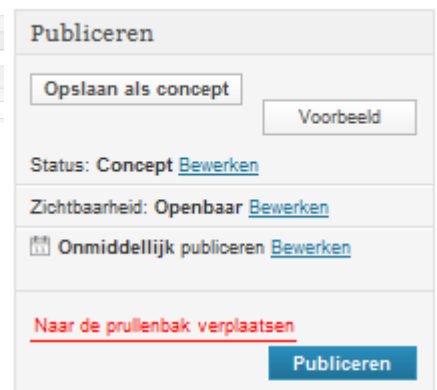 Publiceren
Opslaan als concept
Voorbeeld
Status: Concept Bewerken
Zichtbaarheid: Openbaar Bewerken
Onmiddellijk publiceren Bewerken
Naar de prullenbak verplaatsen
Publiceren